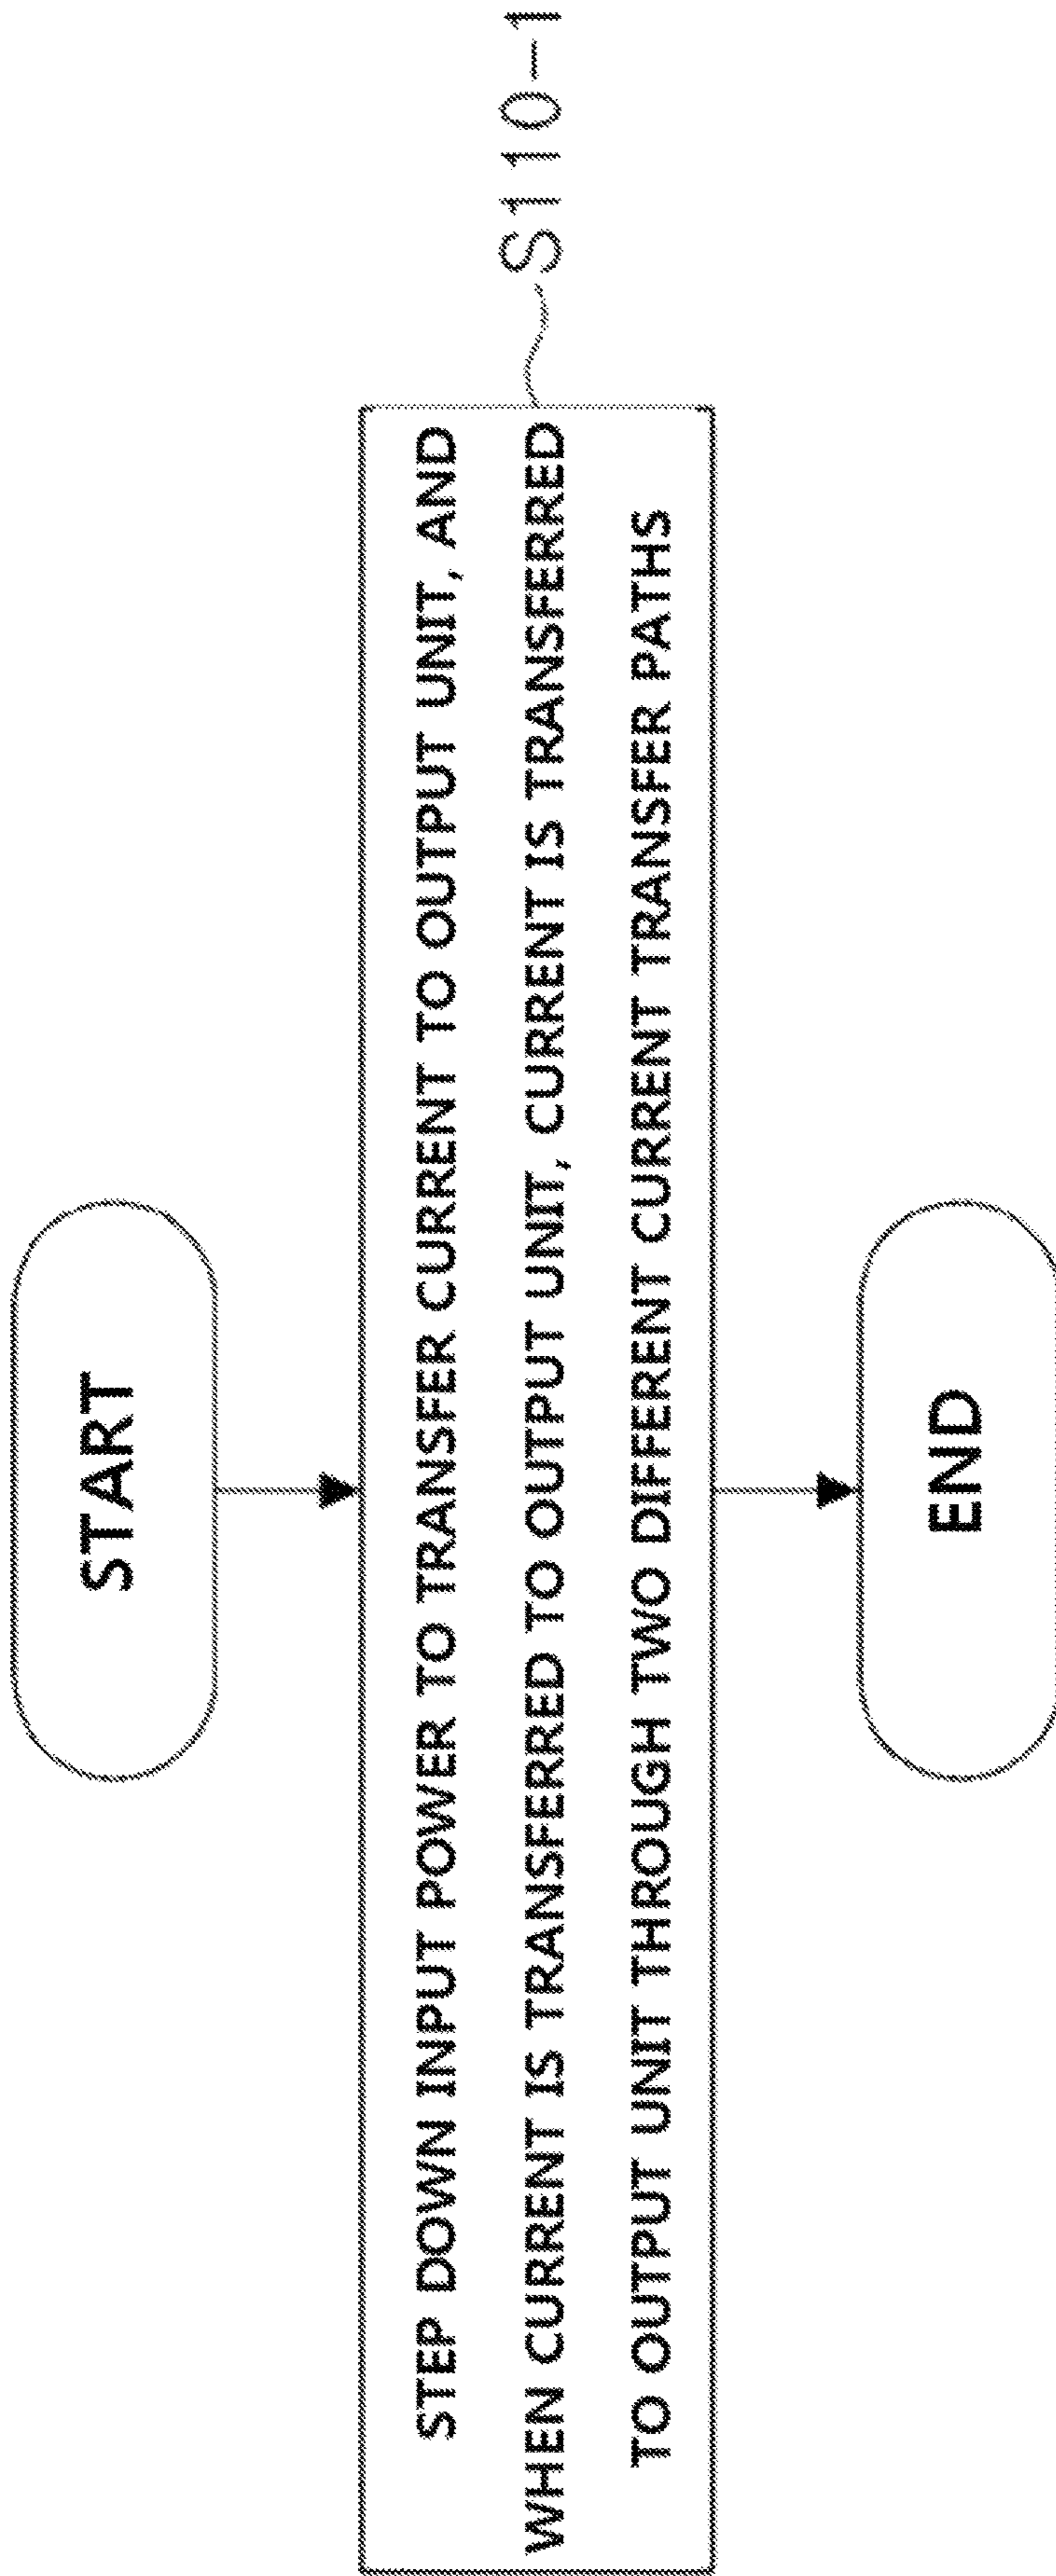 START
STEP DOWN INPUT POWER TO TRANSFER CURRENT TO OUTPUT UNIT, AND
WHEN CURRENT IS TRANSFERRED TO OUTPUT UNIT, CURRENT IS TRANSFERRED
TO OUTPUT UNIT THROUGH TWO DIFFERENT CURRENT TRANSFER PATHS
S110-1
END